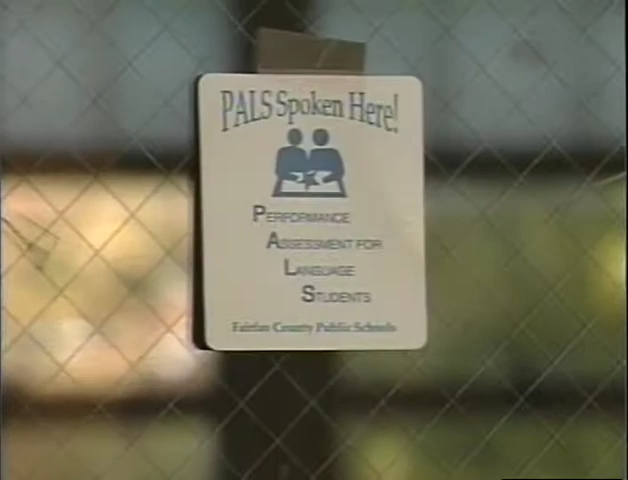 PALS Spoken Here!
PERFORMANCE
ASSESSMENT FOR
LANGUAGE
STUDENTS
Fairfax County Public Schools